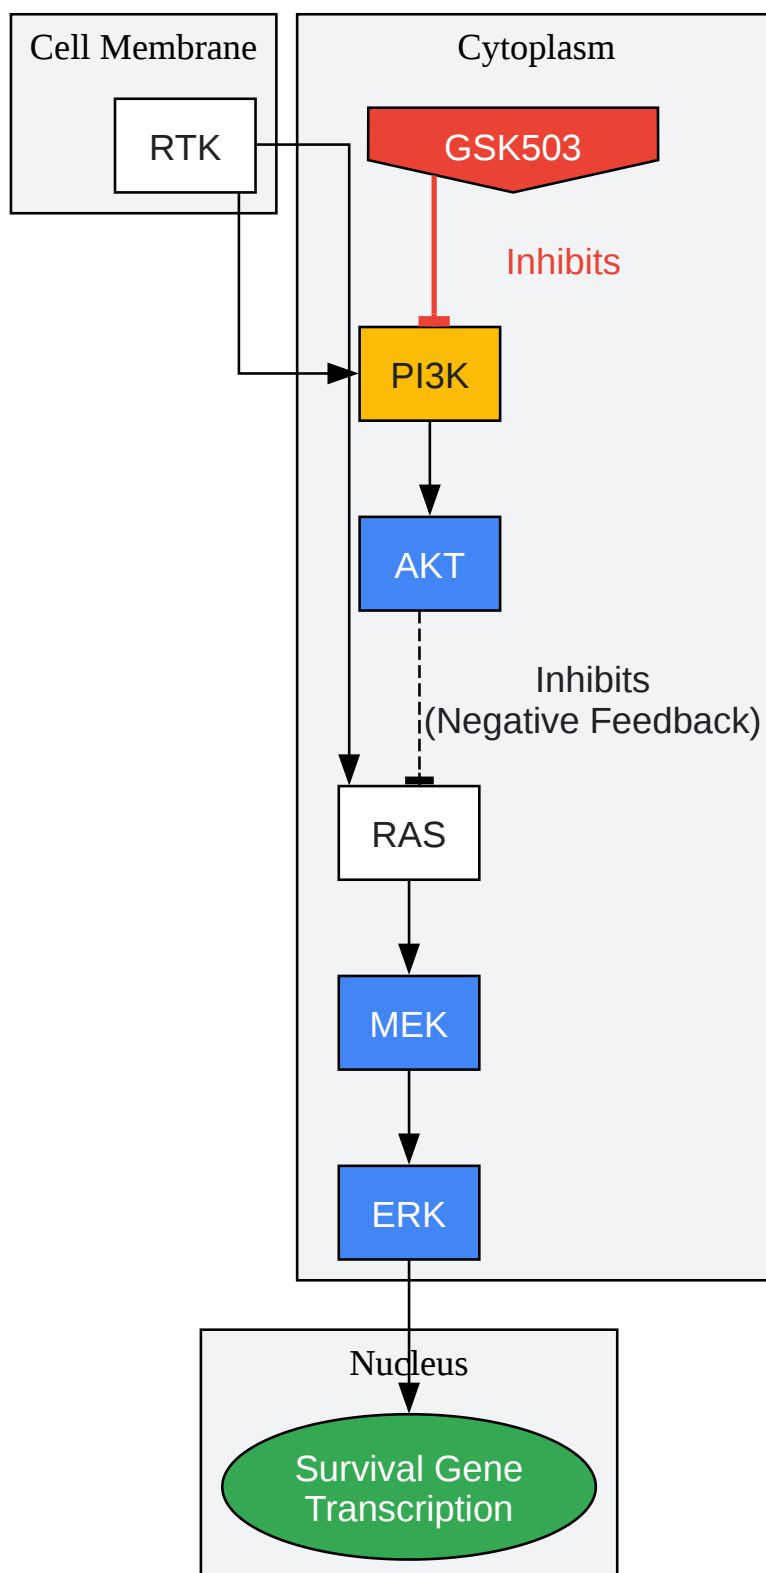 Cell Membrane
Cytoplasm
RTK
GSK503
Inhibits
PI3K
AKT
Inhibits
(Negative Feedback)
RAS
MEK
ERK
Nucleus
Survival Gene
Transcription